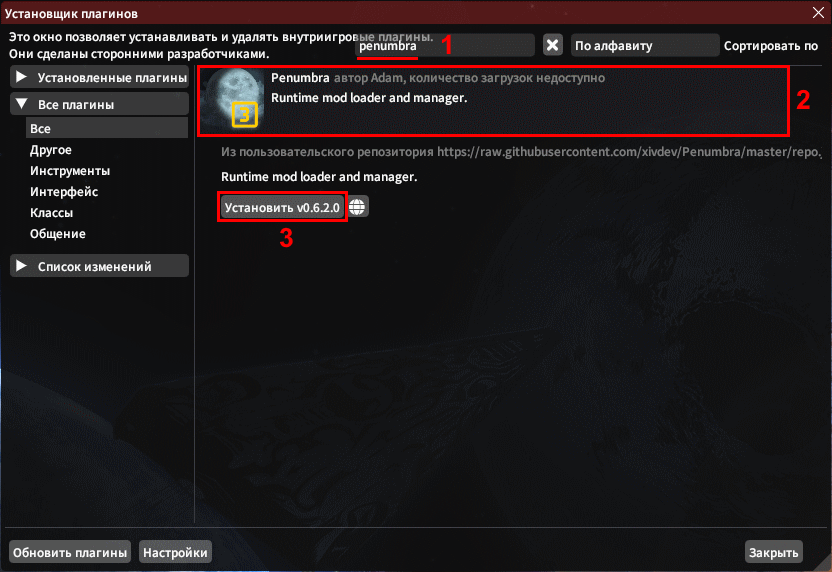 Установщик плагинов
Это окно позволяет устанавливать и удалять внутриигровые плагины.
Они сделаны сторонними разработчиками.
penumbra
1
По алфавиту
Сортировать по
Установленные плагины
Все плагины
Все
Другое
Инструменты
Интерфейс
Классы
Общение
Список изменений
3
Penumbra автор Adam, количество загрузок недоступно
Runtime mod loader and manager.
2
Из пользовательского репозитория https://raw.githubusercontent.com/xivdev/Penumbra/master/repo.
Runtime mod loader and manager.
Установить v0.6.2.0
3
Обновить плагины
Настройки
Закрыть